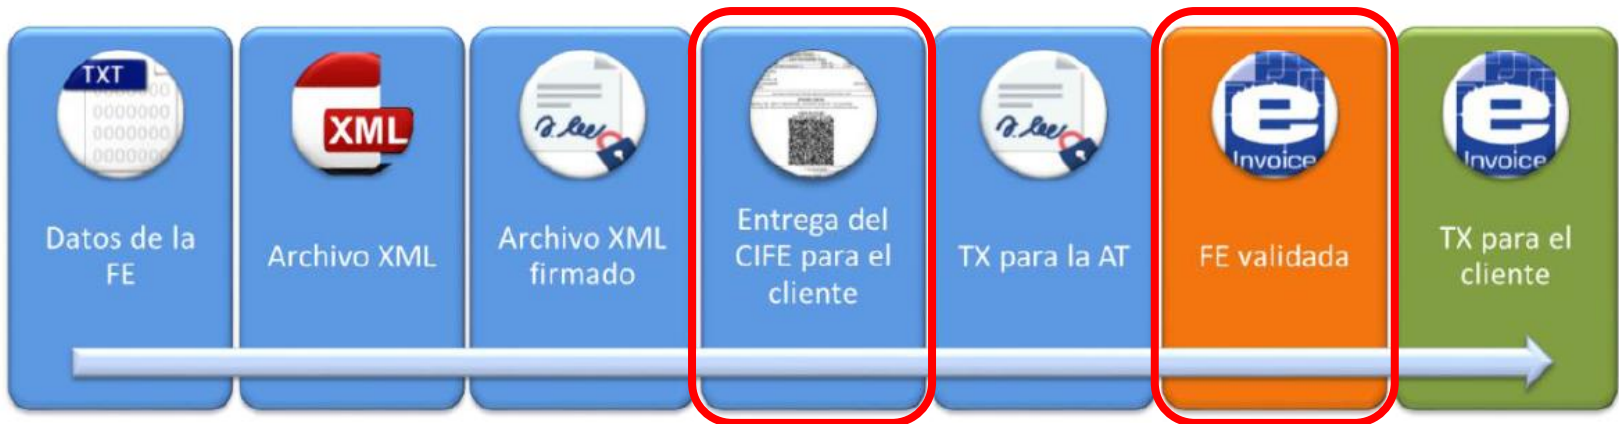 TXT
0000000
0000000
0000000
Datos de la
FE
XML
Archivo XML
Archivo XML
firmado
Entrega del
CIFE para el
cliente
TX para la AT
e
Invoice
FE validada
e
Invoice
TX para el
cliente